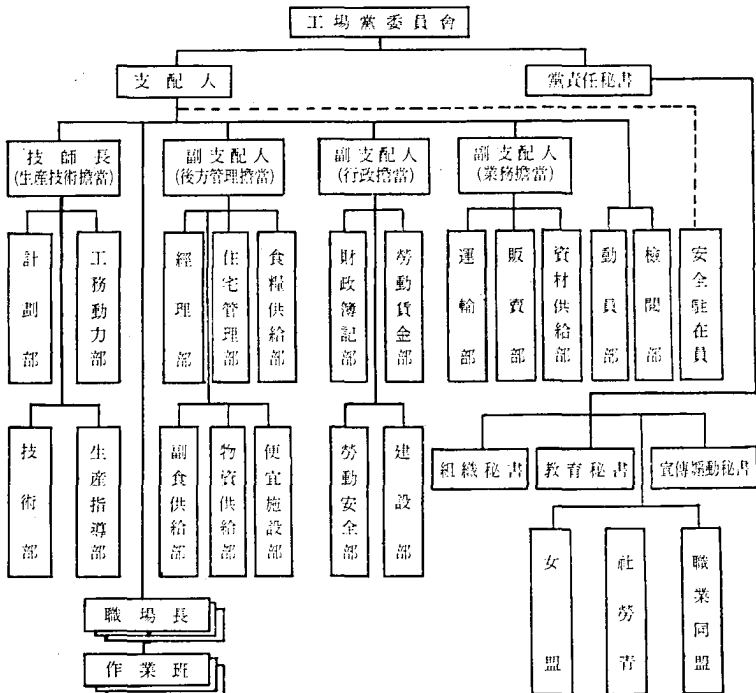 工場黨委員會
支配人
黨責任秘書
技師長
(生産技術擔當)
副支配人
(後方管理擔當)
副支配人
(行政擔當)
副支配人
(業務擔當)
計劃部
工務動力部
經理部
住宅管理部
食糧供給部
財政簿記部
勞動賃金部
運輸部
販賣部
資材供給部
動員部
檢閱部
安全駐在員
技術部
生産指導部
副食供給部
物資供給部
便宜施設部
勞動安全部
建設部
組織秘書
教育秘書
宣傳煽動秘書
女盟
社勞青
職業同盟
職場長
作業班